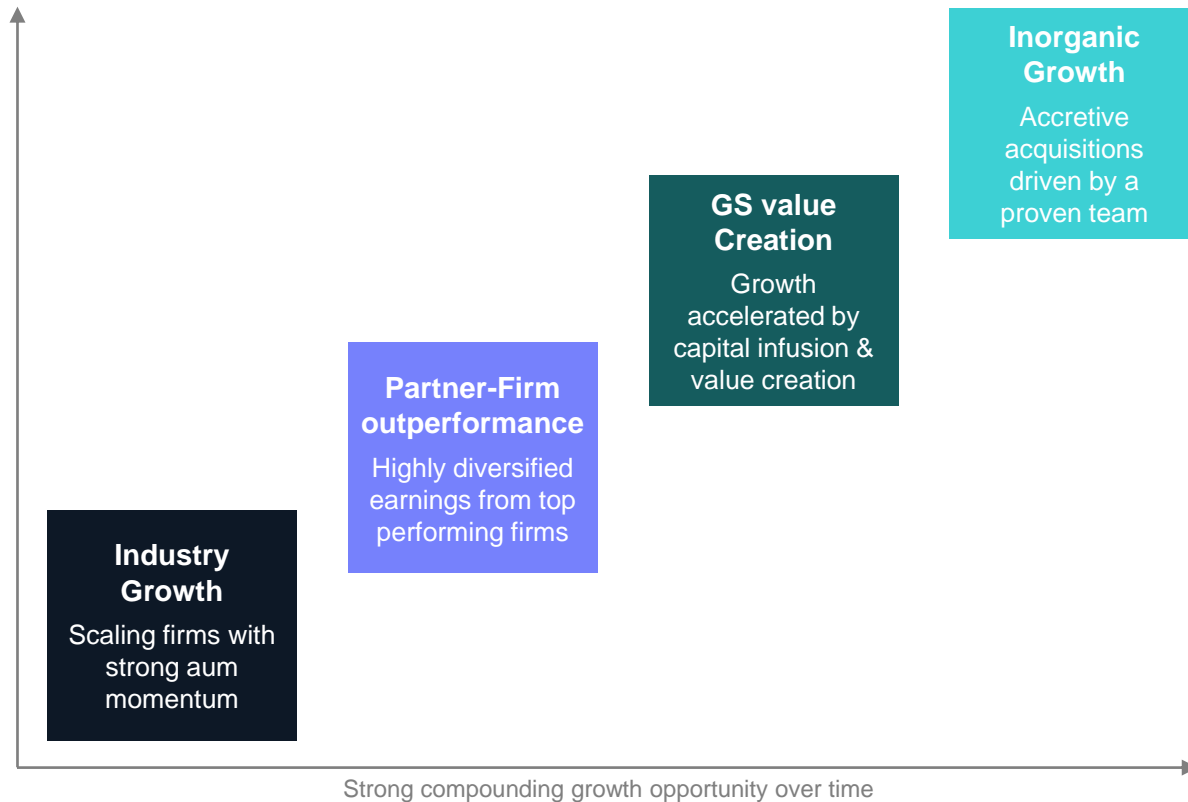 Industry
Growth
Scaling firms with
strong aum
momentum
Partner-Firm
outperformance
Highly diversified
earnings from top
performing firms
GS value
Creation
Growth
accelerated by
capital infusion &
value creation
Inorganic
Growth
Accretive
acquisitions
driven by a
proven team
Strong compounding growth opportunity over time